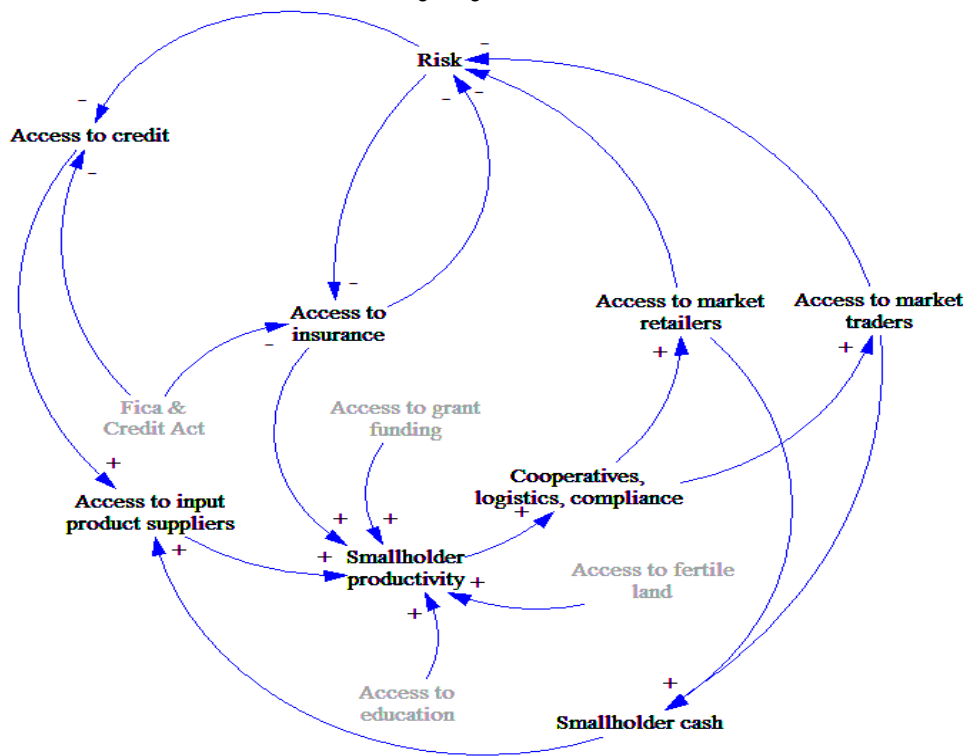 Risk
Access to credit
Access to
insurance
Access to market
retailers
Access to market
traders
Fica &
Credit Act
Access to grant
funding
Cooperatives,
logistics, compliance
Access to input
product suppliers
Smallholder
productivity
Access to fertile
land
Access to
education
Smallholder cash